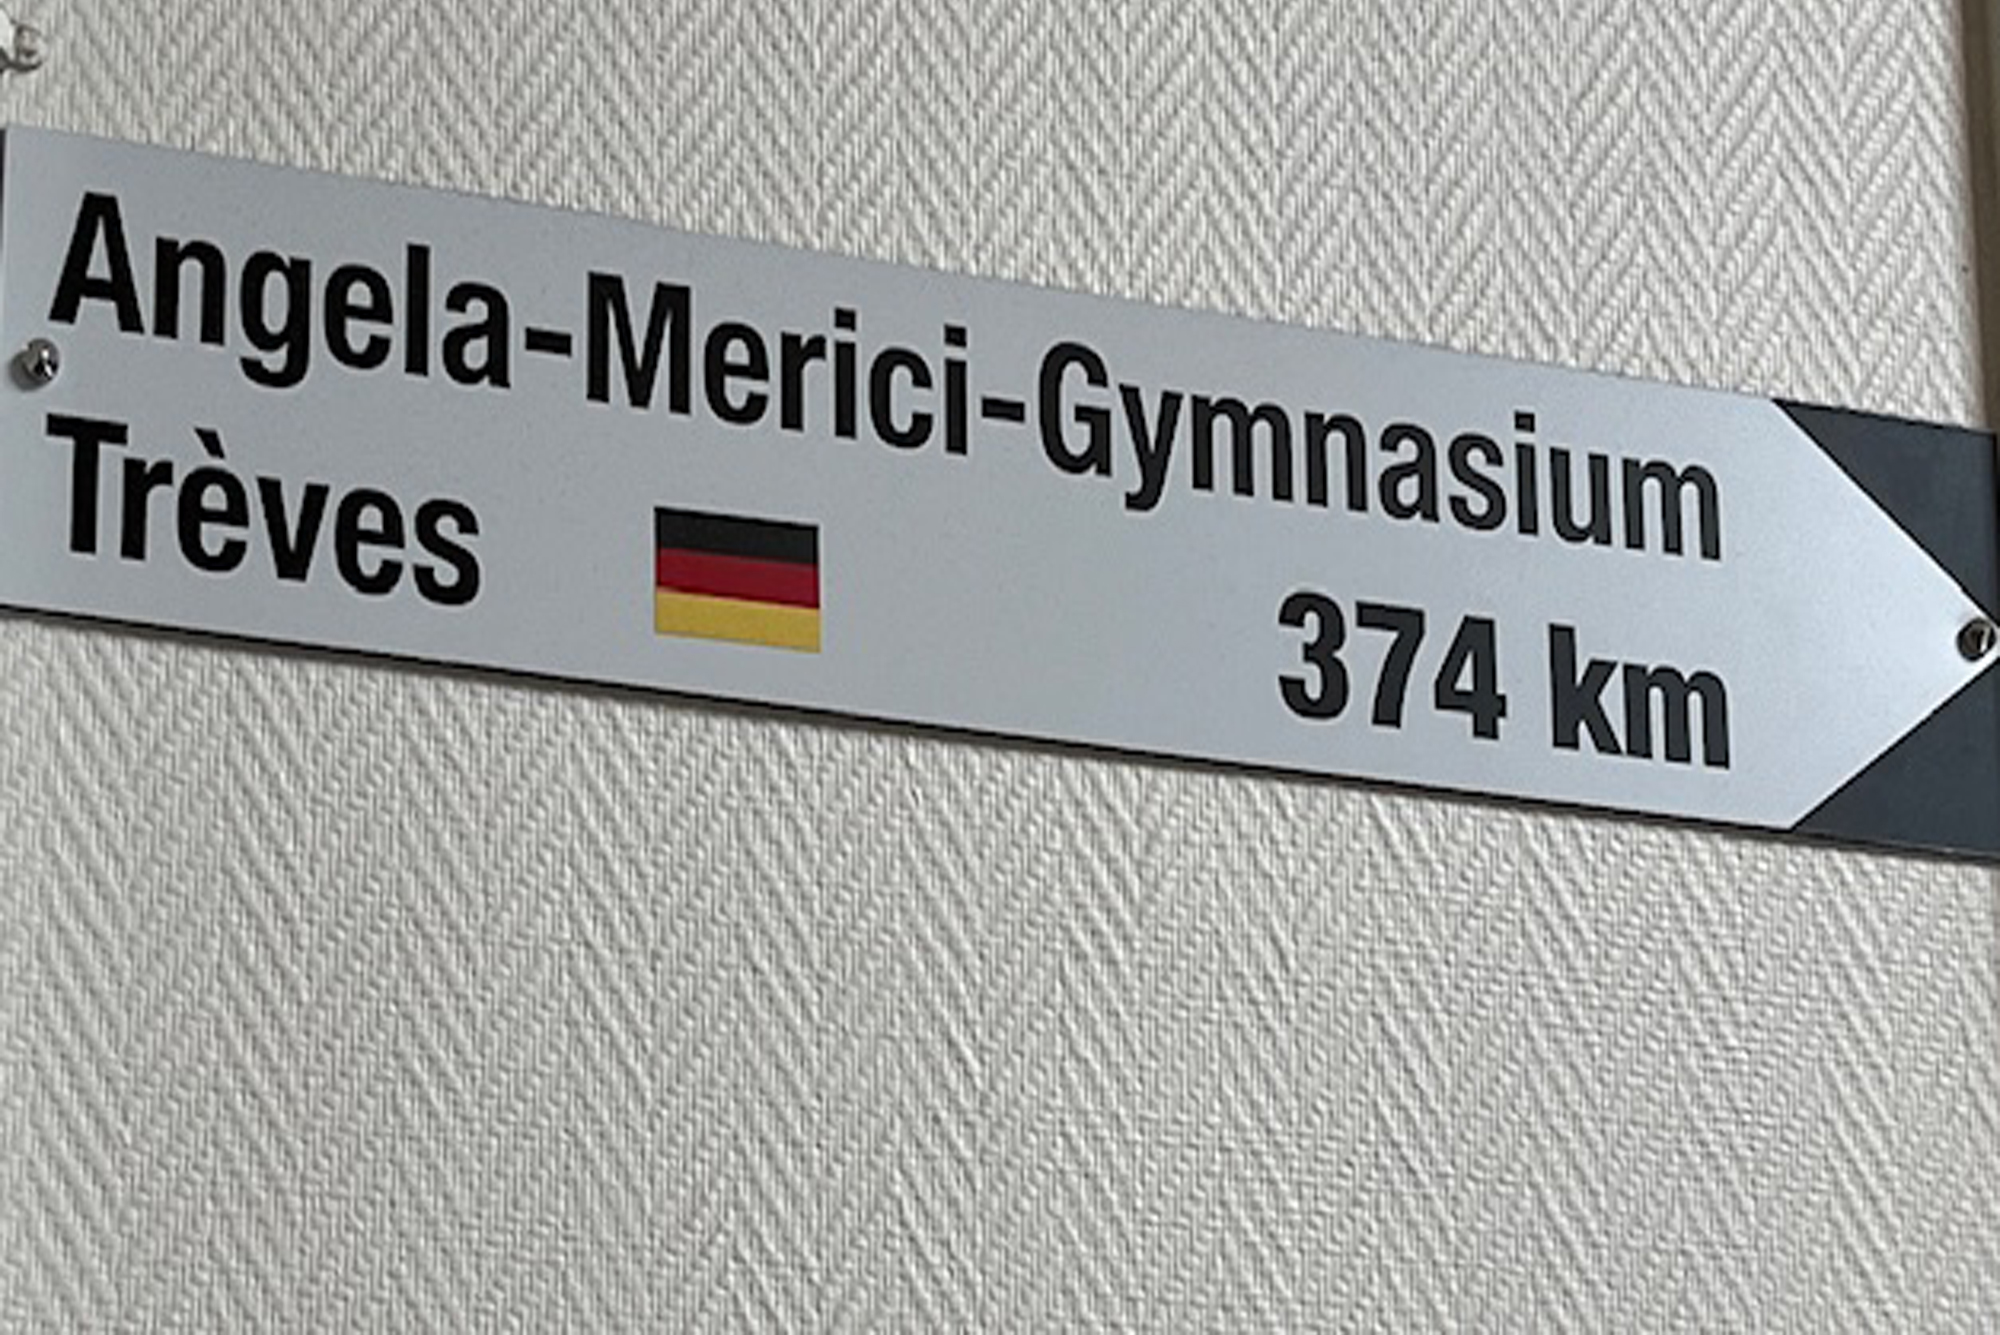 Angela-Merici-Gymnasium
Trèves
374 km